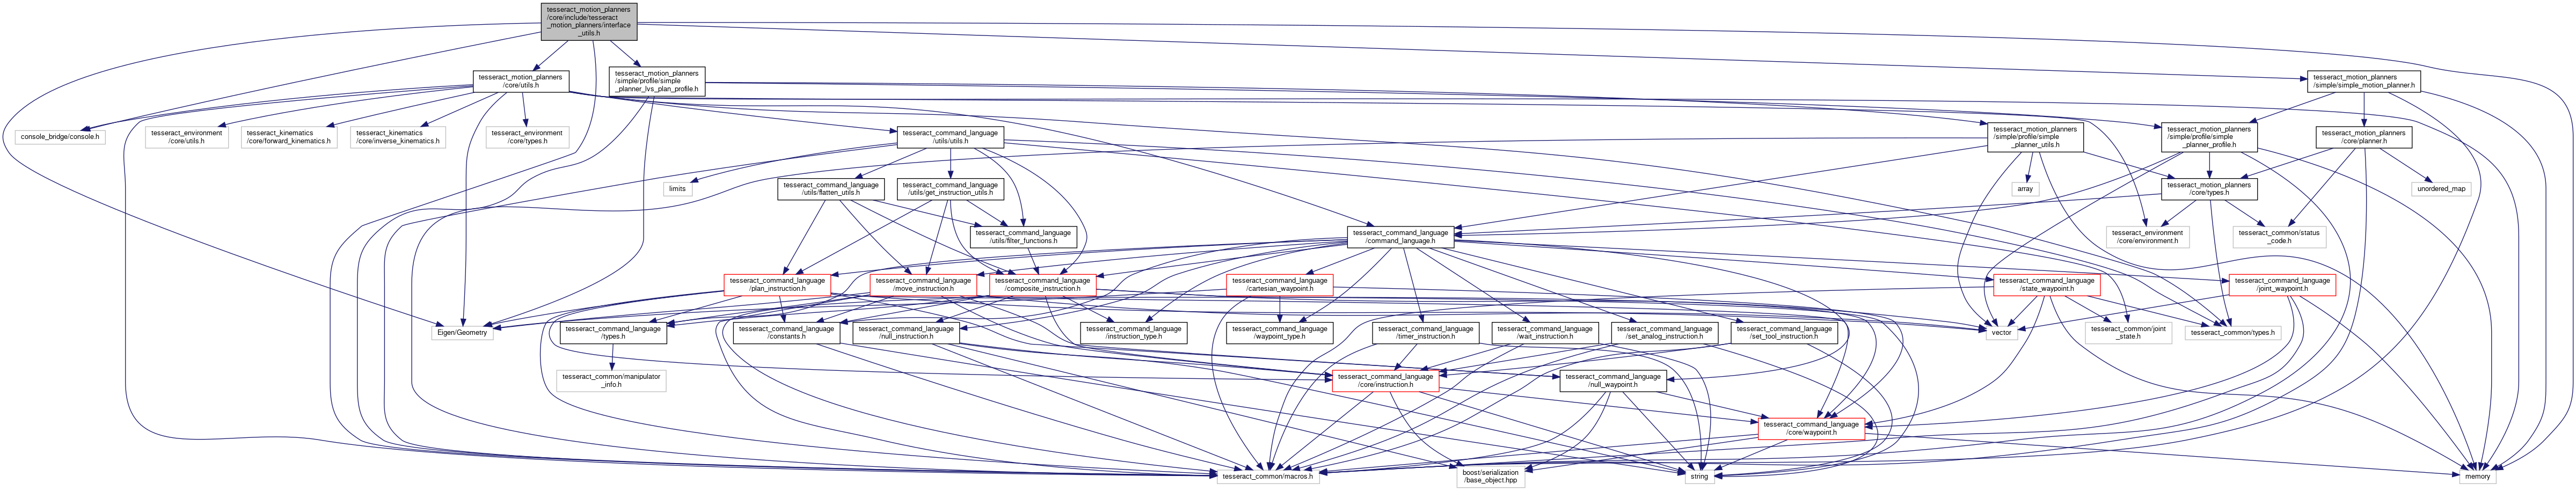 tesseract_motion_planners
/core/include/tesseract
_motion_planners/interface
_utils.h
tesseract_motion_planners
/core/utils.h
tesseract_motion_planners
/simple/profile/simple
_planner_lvs_plan_profile.h
tesseract_motion_planners
/simple/simple_motion_planner.h
console_bridge/console.h
tesseract_environment
/core/utils.h
tesseract_kinematics
/core/forward_kinematics.h
tesseract_kinematics
/core/inverse_kinematics.h
tesseract_environment
/core/types.h
tesseract_command_language
/utils/utils.h
tesseract_motion_planners
/simple/profile/simple
_planner_utils.h
tesseract_motion_planners
/simple/profile/simple
_planner_profile.h
tesseract_motion_planners
/core/planner.h
limits
tesseract_command_language
/utils/flatten_utils.h
tesseract_command_language
/utils/get_instruction_utils.h
array
tesseract_motion_planners
/core/types.h
unordered_map
tesseract_command_language
/utils/filter_functions.h
tesseract_command_language
/command_language.h
tesseract_environment
/core/environment.h
tesseract_common/status
_code.h
tesseract_command_language
/plan_instruction.h
tesseract_command_language
/move_instruction.h
tesseract_command_language
/composite_instruction.h
tesseract_command_language
/cartesian_waypoint.h
tesseract_command_language
/state_waypoint.h
tesseract_command_language
/joint_waypoint.h
Eigen/Geometry
tesseract_command_language
/types.h
tesseract_command_language
/constants.h
tesseract_command_language
/null_instruction.h
tesseract_command_language
/instruction_type.h
tesseract_command_language
/waypoint_type.h
tesseract_command_language
/timer_instruction.h
tesseract_command_language
/wait_instruction.h
tesseract_command_language
/set_analog_instruction.h
tesseract_command_language
/set_tool_instruction.h
vector
tesseract_common/joint
_state.h
tesseract_common/types.h
tesseract_common/manipulator
_info.h
tesseract_command_language
/core/instruction.h
tesseract_command_language
/null_waypoint.h
tesseract_command_language
/core/waypoint.h
tesseract_common/macros.h
boost/serialization
/base_object.hpp
string
memory